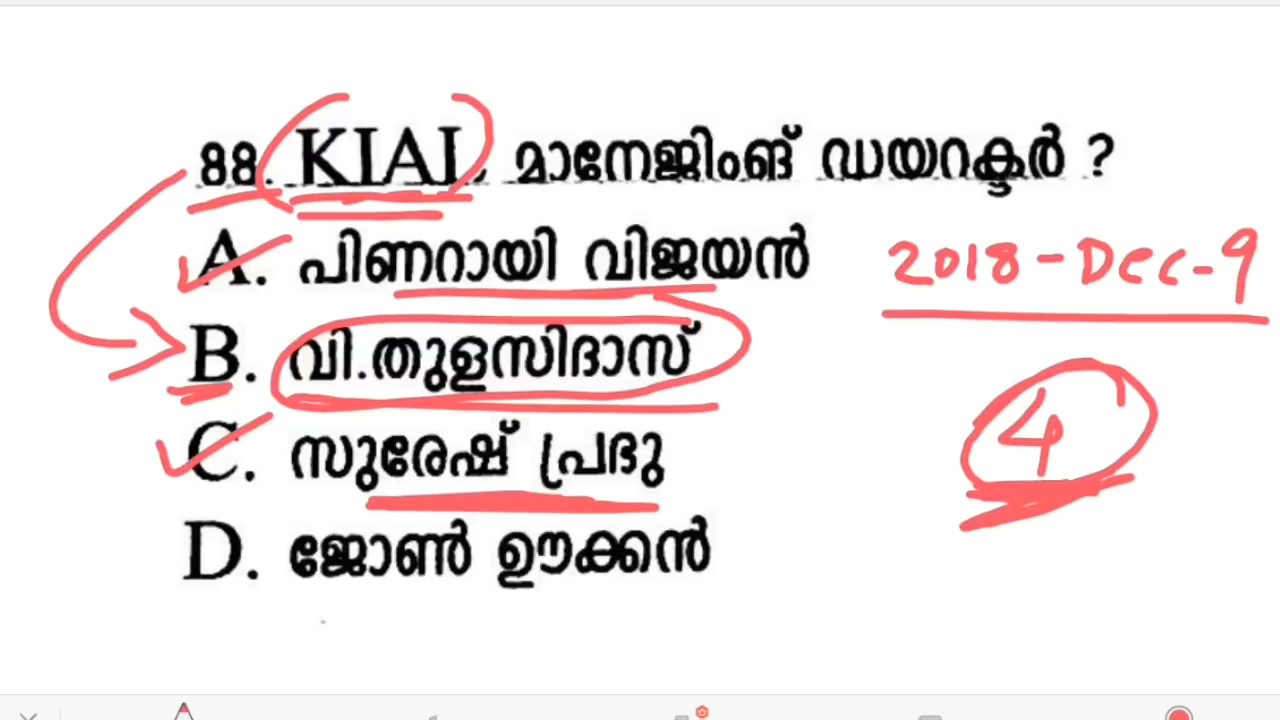 88. KIAL മാനേജിംങ് ഡയറക്ടർ ?
A. പിണറായി വിജയൻ
2018-Dec-9
B. വി.തുളസിദാസ്
4
C. സുരേഷ് പ്രഭു
D. ജോൺ ഊക്കൻ